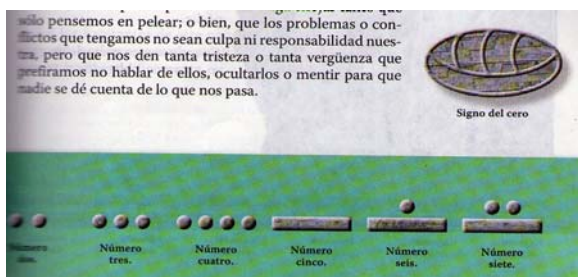 sólo pensemos en pelear; o bien, que los problemas o con-
flictos que tengamos no sean culpa ni responsabilidad nues-
tra, pero que nos den tanta tristeza o tanta vergüenza que
prefiramos no hablar de ellos, ocultarlos o mentir para que
nadie se dé cuenta de lo que nos pasa.
Signo del cero
Número
dos.
Número
tres.
Número
cuatro.
Número
cinco.
Número
seis.
Número
siete.